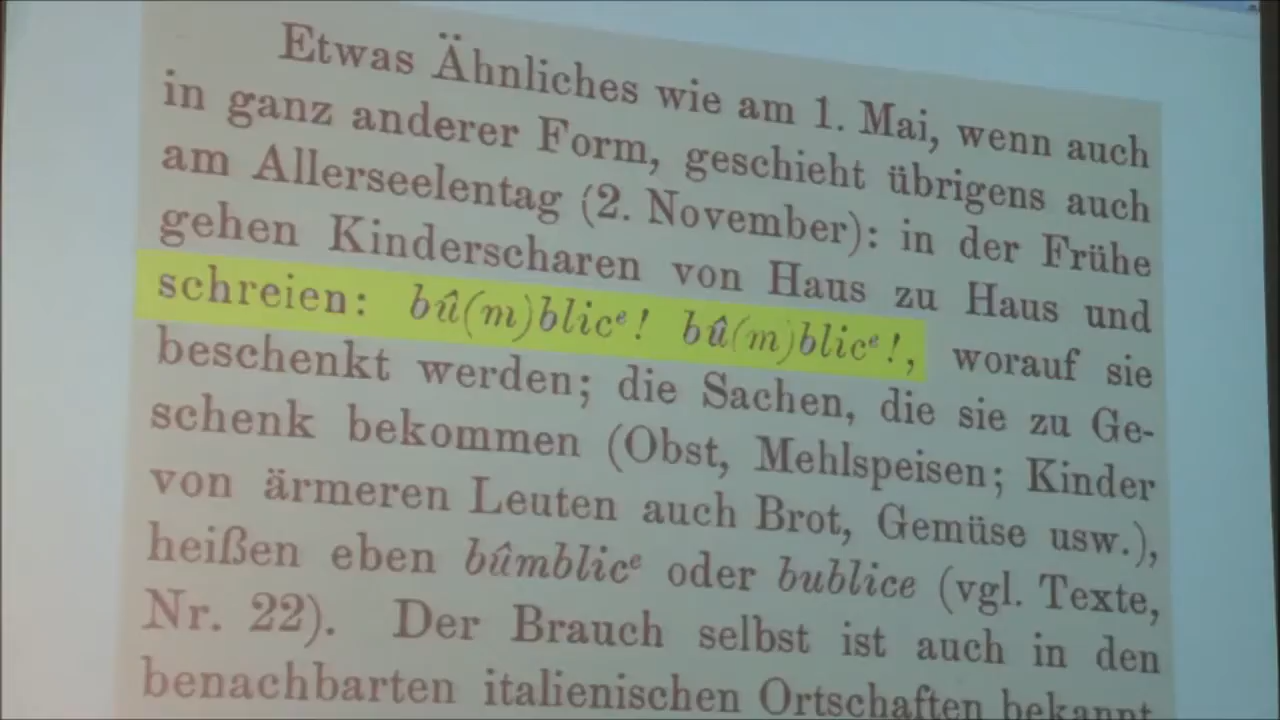 Etwas Ähnliches wie am 1. Mai, wenn auch
in ganz anderer Form, geschieht übrigens auch
am Allerseelentag (2. November): in der Frühe
gehen Kinderscharen von Haus zu Haus und
schreien: bû(m)blicᵉ! bû(m)blicᵉ!, worauf sie
beschenkt werden; die Sachen, die sie zu Ge-
schenk bekommen (Obst, Mehlspeisen; Kinder
von ärmeren Leuten auch Brot, Gemüse usw.),
heißen eben bûmblicᵉ oder bublice (vgl. Texte,
Nr. 22). Der Brauch selbst ist auch in den
benachbarten italienischen Ortschaften bekannt